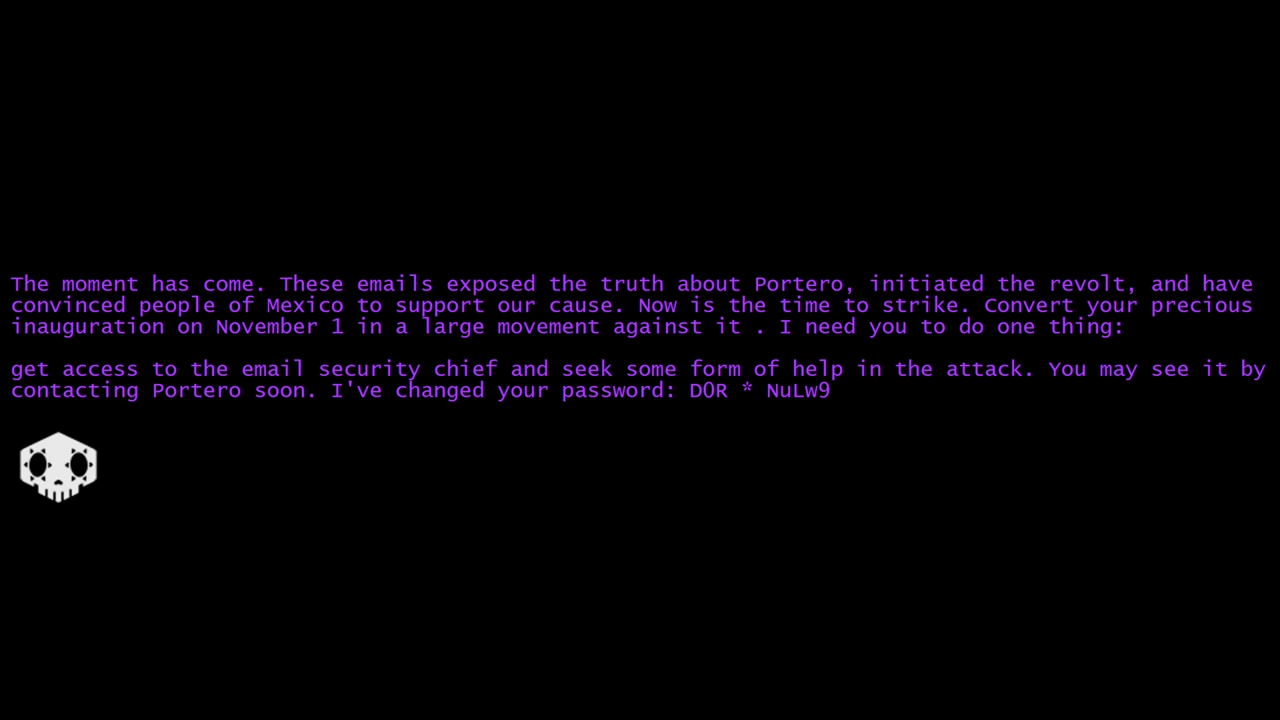 The moment has come. These emails exposed the truth about Portero, initiated the revolt, and have
convinced people of Mexico to support our cause. Now is the time to strike. Convert your precious
inauguration on November 1 in a large movement against it . I need you to do one thing:
get access to the email security chief and seek some form of help in the attack. You may see it by
contacting Portero soon. I've changed your password: D0R * NuLw9